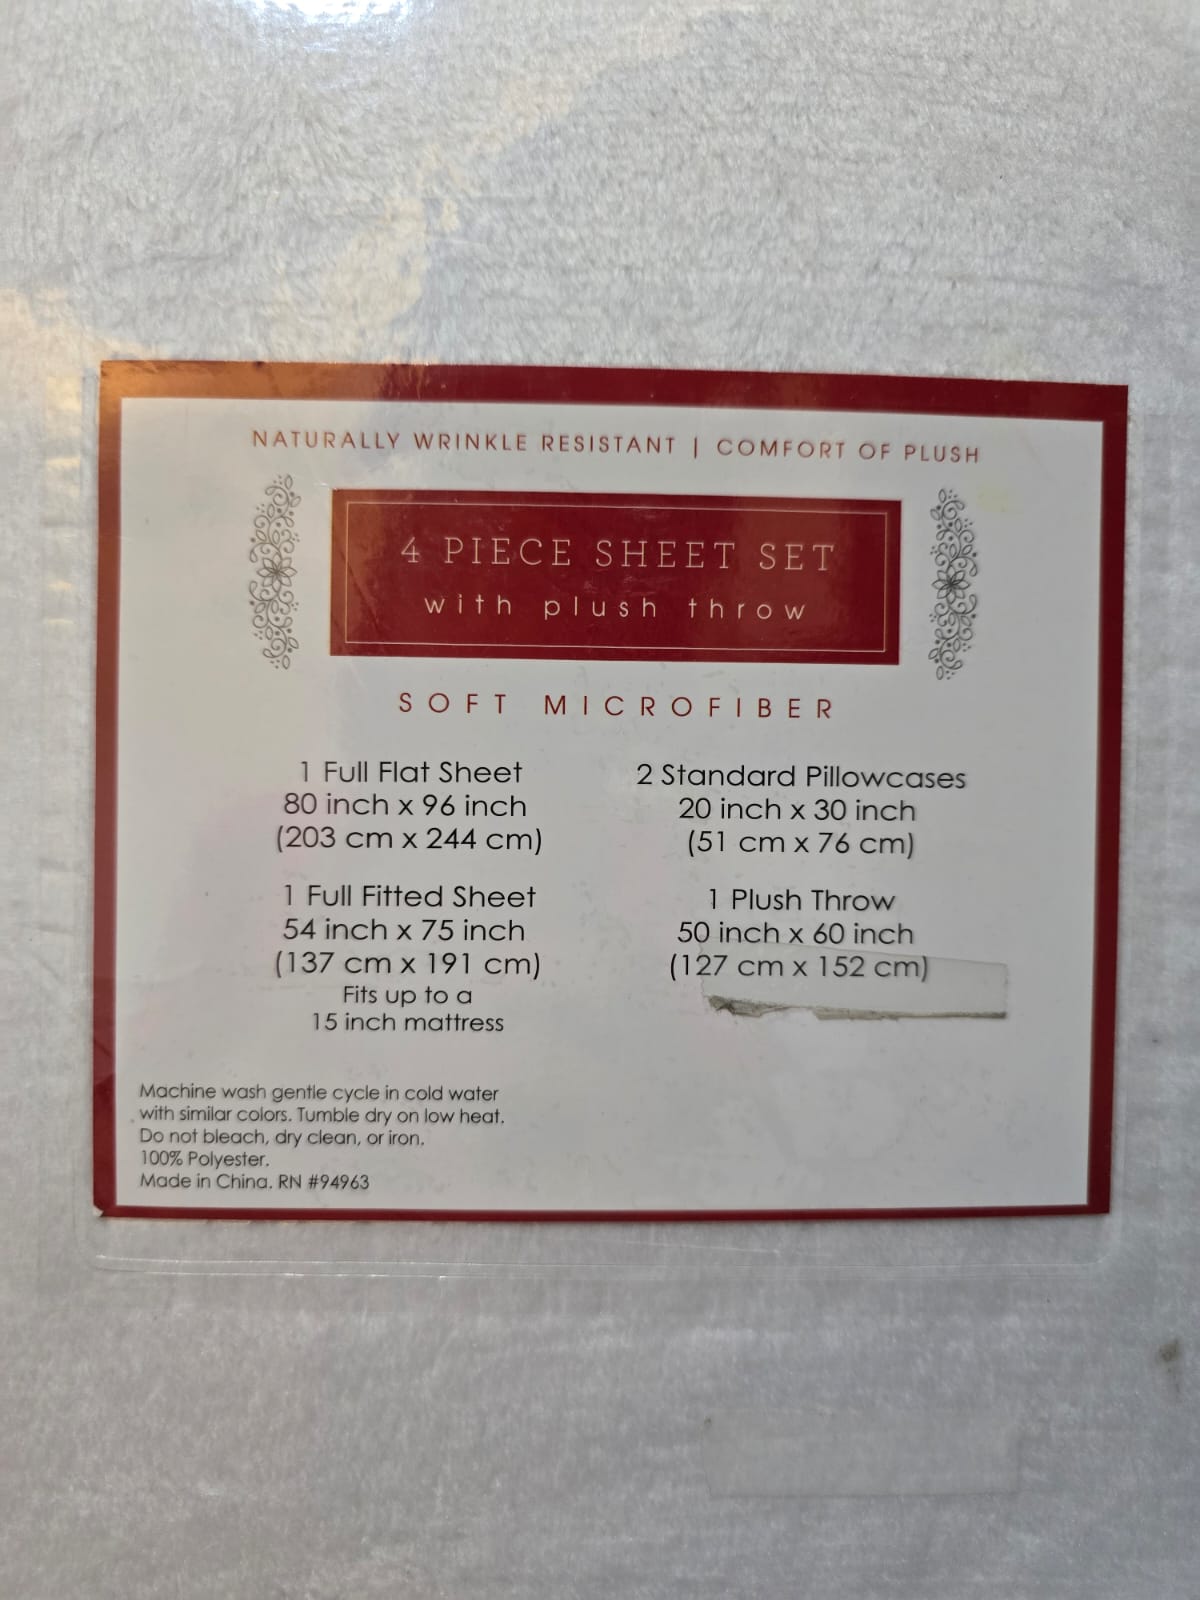 NATURALLY WRINKLE RESISTANT | COMFORT OF PLUSH
4 PIECE SHEET SET
with plush throw
SOFT MICROFIBER
1 Full Flat Sheet
80 inch x 96 inch
(203 cm x 244 cm)
1 Full Fitted Sheet
54 inch x 75 inch
(137 cm x 191 cm)
Fits up to a
15 inch mattress
2 Standard Pillowcases
20 inch x 30 inch
(51 cm x 76 cm)
1 Plush Throw
50 inch x 60 inch
(127 cm x 152 cm)
Machine wash gentle cycle in cold water
with similar colors. Tumble dry on low heat.
Do not bleach, dry clean, or iron.
100% Polyester.
Made in China. RN #94963